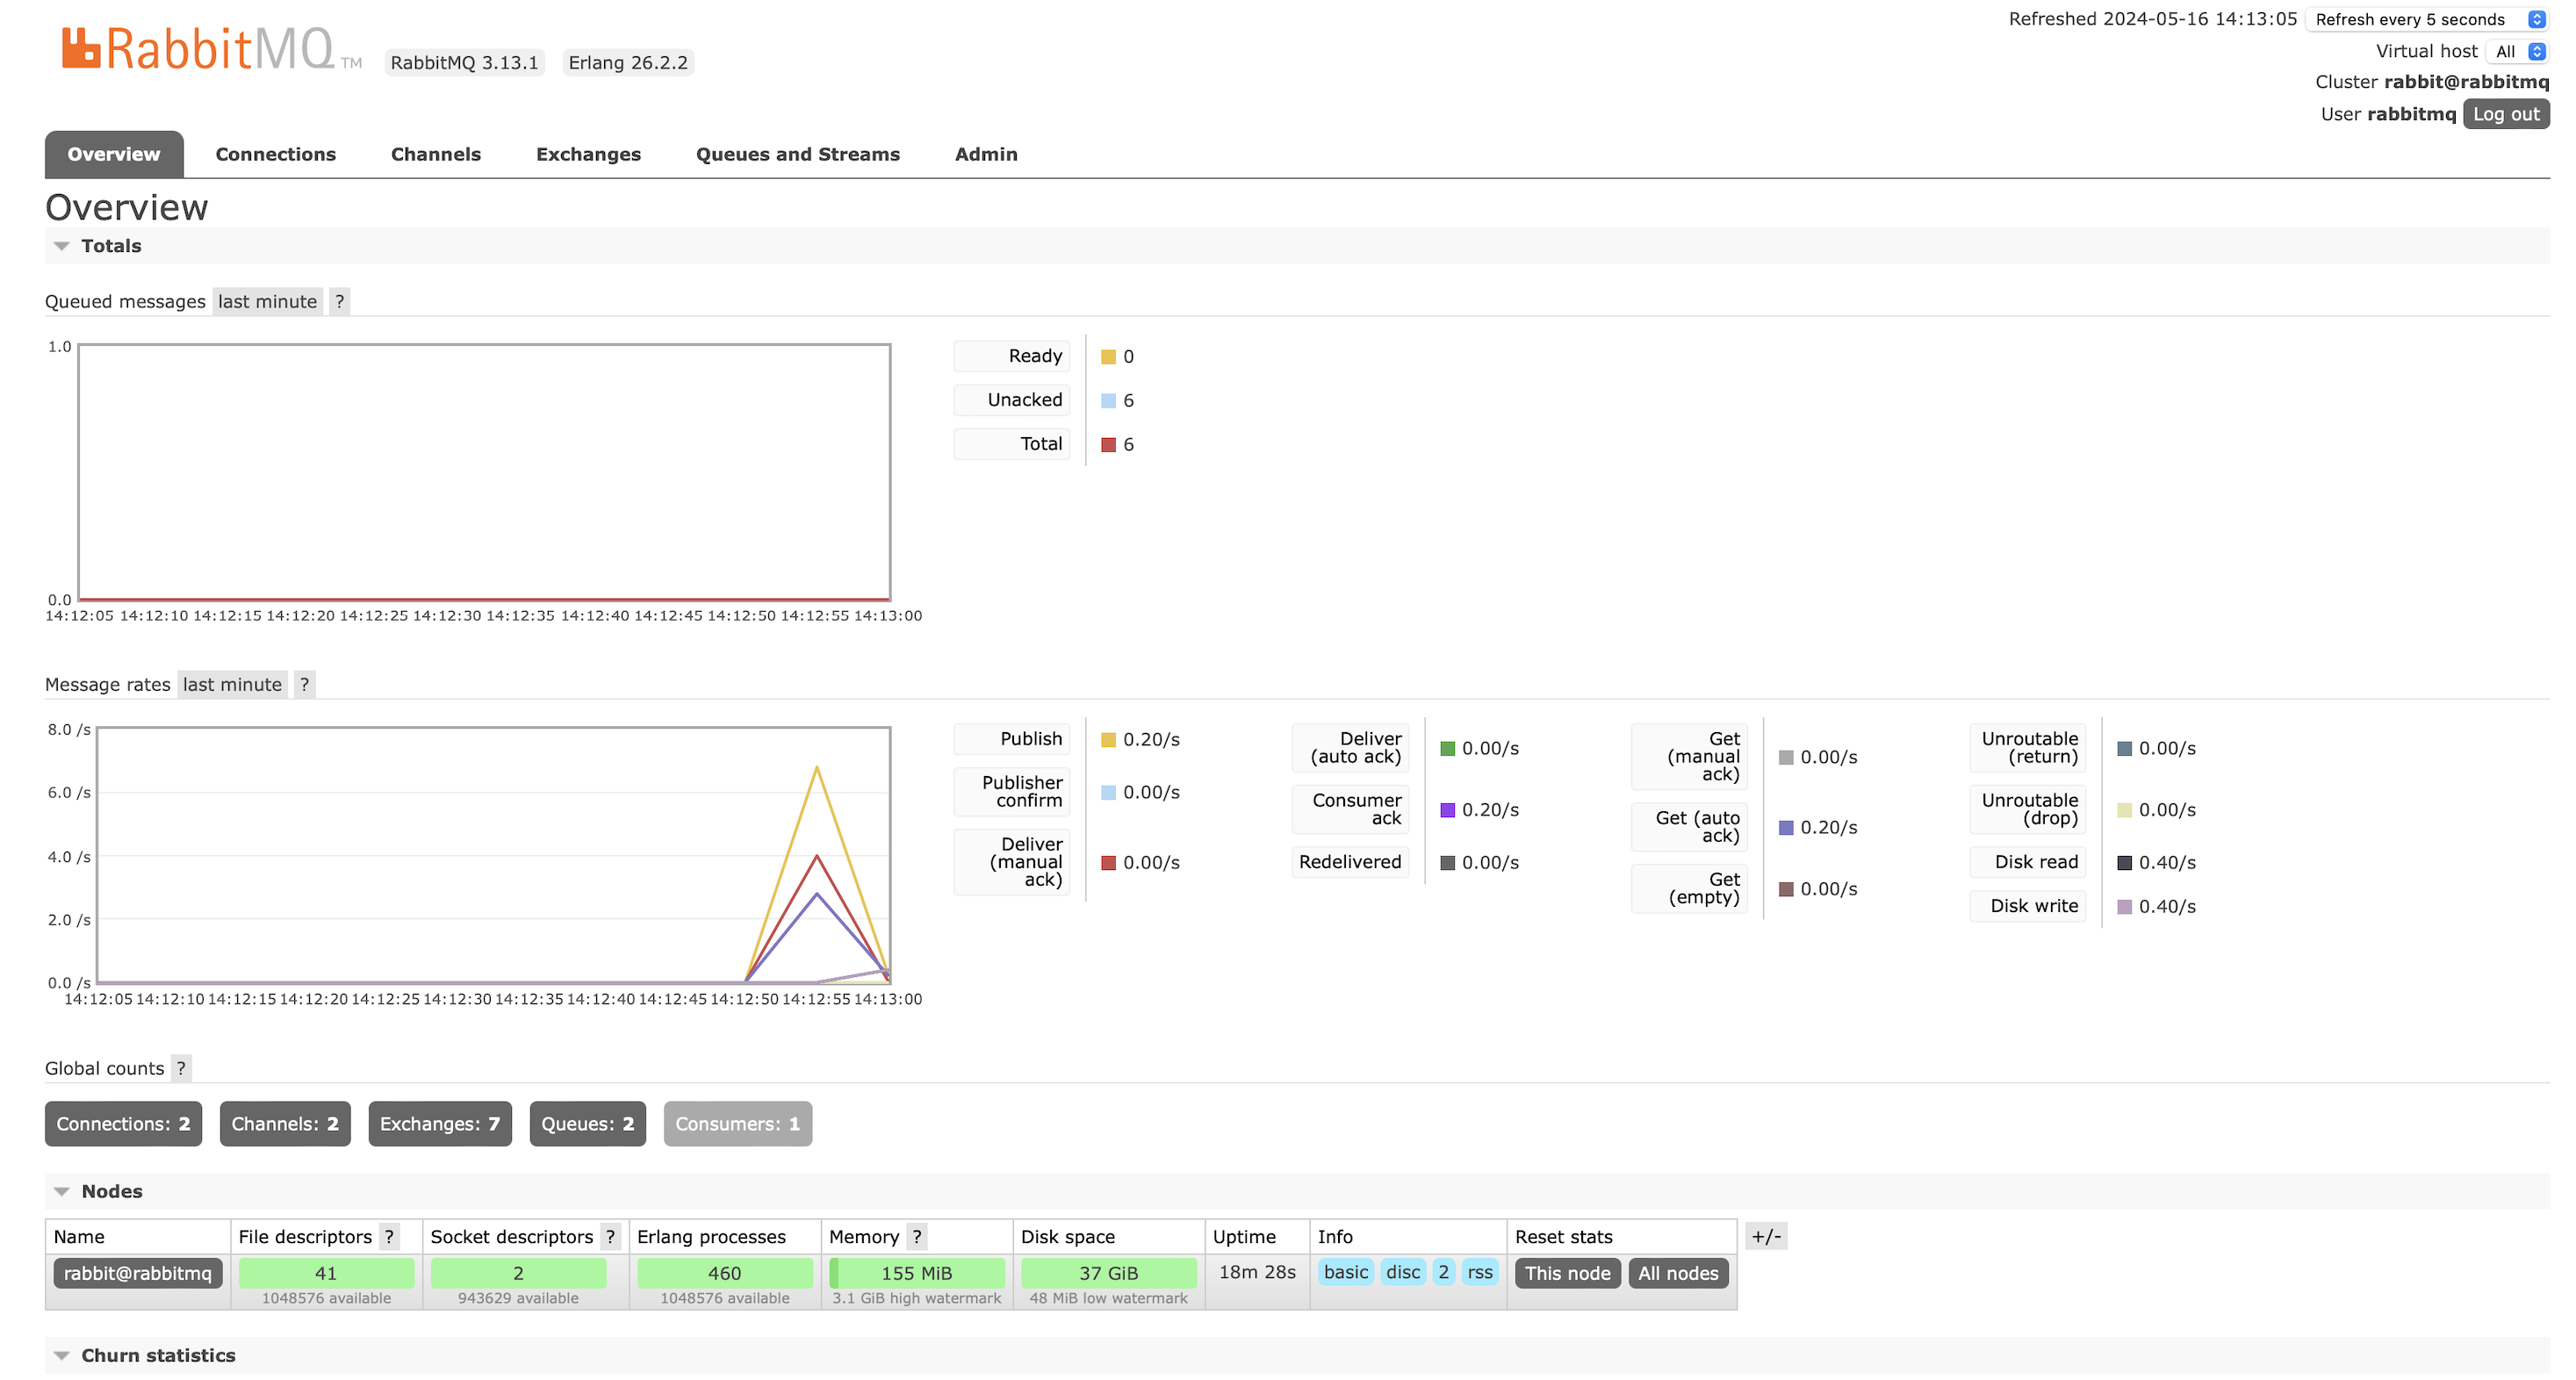 RabbitMQ TM RabbitMQ 3.13.1 Erlang 26.2.2
Refreshed 2024-05-16 14:13:05 Refresh every 5 seconds
Virtual host All
Cluster rabbit@rabbitmq
User rabbitmq Log out
Overview Connections Channels Exchanges Queues and Streams Admin
Overview
Totals
Queued messages last minute ?
1.0
0.0
14:12:05 14:12:10 14:12:15 14:12:20 14:12:25 14:12:30 14:12:35 14:12:40 14:12:45 14:12:50 14:12:55 14:13:00
Ready 0
Unacked 6
Total 6
Message rates last minute ?
8.0 /s
6.0 /s
4.0 /s
2.0 /s
0.0 /s
14:12:05 14:12:10 14:12:15 14:12:20 14:12:25 14:12:30 14:12:35 14:12:40 14:12:45 14:12:50 14:12:55 14:13:00
Publish 0.20/s
Publisher
confirm 0.00/s
Deliver
(manual 0.00/s
ack)
Deliver
(auto ack) 0.00/s
Consumer
ack 0.20/s
Redelivered 0.00/s
Get
(manual 0.00/s
ack)
Get (auto
ack) 0.20/s
Get
(empty) 0.00/s
Unroutable
(return) 0.00/s
Unroutable
(drop) 0.00/s
Disk read 0.40/s
Disk write 0.40/s
Global counts ?
Connections: 2 Channels: 2 Exchanges: 7 Queues: 2 Consumers: 1
Nodes
Name File descriptors ? Socket descriptors ? Erlang processes Memory ? Disk space Uptime Info Reset stats +/-
rabbit@rabbitmq 41 2 460 155 MiB 37 GiB 18m 28s basic disc 2 rss This node All nodes
1048576 available 943629 available 1048576 available 3.1 GiB high watermark 48 MiB low watermark
Churn statistics